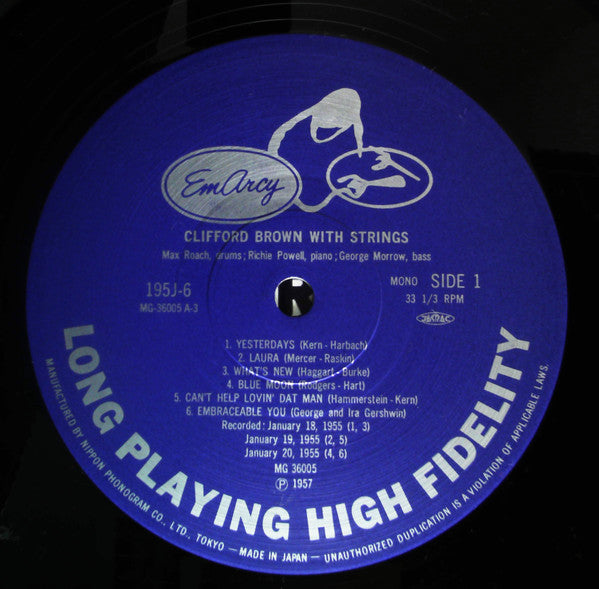 EmArcy
CLIFFORD BROWN WITH STRINGS
Max Roach, drums; Richie Powell, piano; George Morrow, bass
195J-6
MG-36005 A-3
MONO SIDE 1
33 1/3 RPM
JASRAC
1. YESTERDAYS (Kern - Harbach)
2. LAURA (Mercer - Raskin)
3. WHAT'S NEW (Haggart - Burke)
4. BLUE MOON (Rodgers - Hart)
5. CAN'T HELP LOVIN' DAT MAN (Hammerstein - Kern)
6. EMBRACEABLE YOU (George and Ira Gershwin)
Recorded: January 18, 1955 (1, 3)
January 19, 1955 (2, 5)
January 20, 1955 (4, 6)
MG 36005
Ⓟ 1957
LONG PLAYING HIGH FIDELITY
MANUFACTURED BY NIPPON PHONOGRAM CO., LTD., TOKYO — MADE IN JAPAN — UNAUTHORIZED DUPLICATION IS A VIOLATION OF APPLICABLE LAWS.